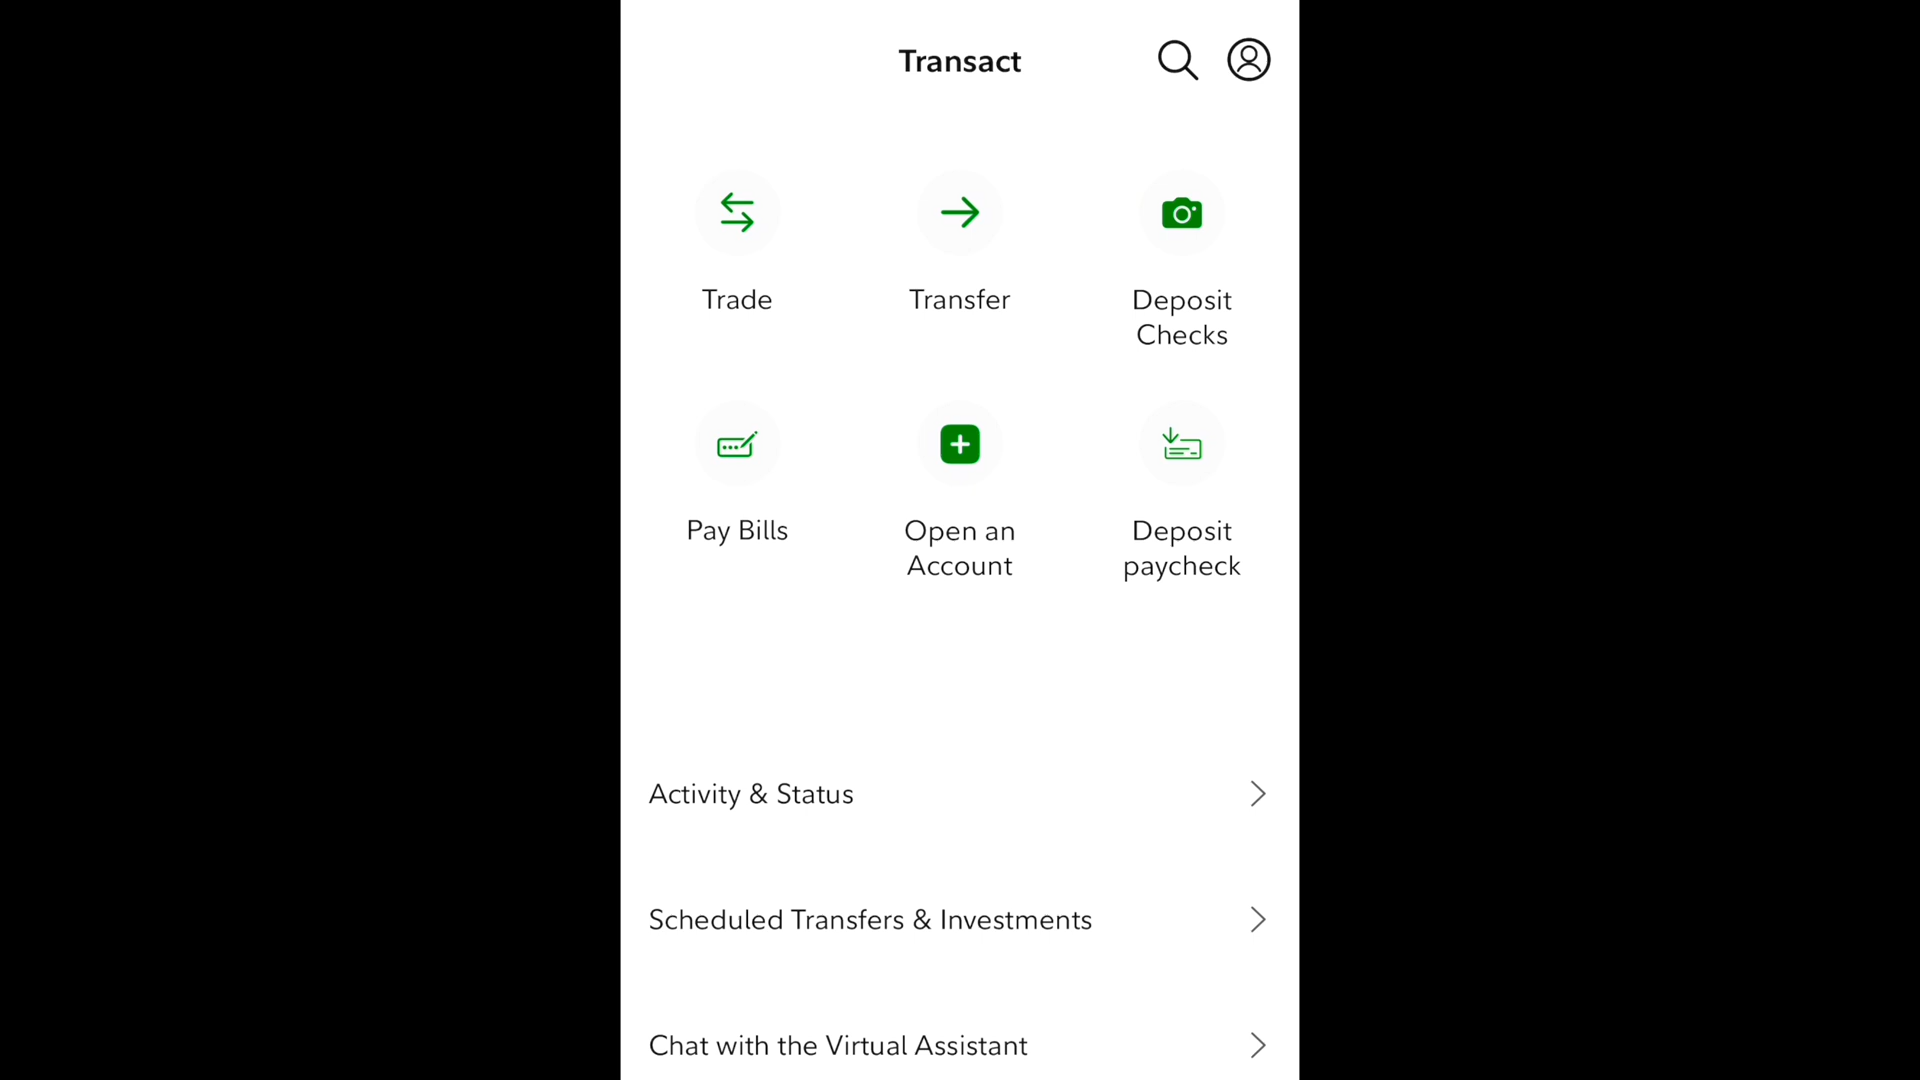 Transact
Trade
Transfer
Deposit
Checks
Pay Bills
Open an
Account
Deposit
paycheck
Activity & Status
Scheduled Transfers & Investments
Chat with the Virtual Assistant